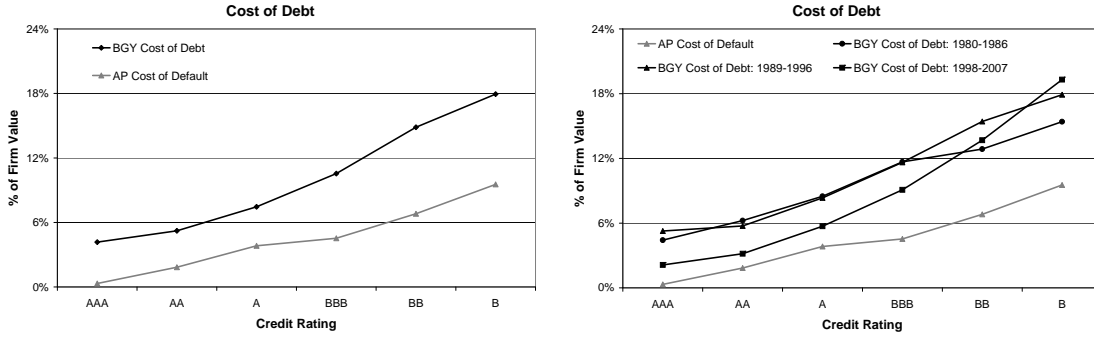 Cost of Debt
24%
18%
12%
6%
0%
% of Firm Value
BGY Cost of Debt
AP Cost of Default
AAA AA A BBB BB B
Credit Rating
Cost of Debt
24%
18%
12%
6%
0%
% of Firm Value
AP Cost of Default BGY Cost of Debt: 1980-1986
BGY Cost of Debt: 1989-1996 BGY Cost of Debt: 1998-2007
AAA AA A BBB BB B
Credit Rating